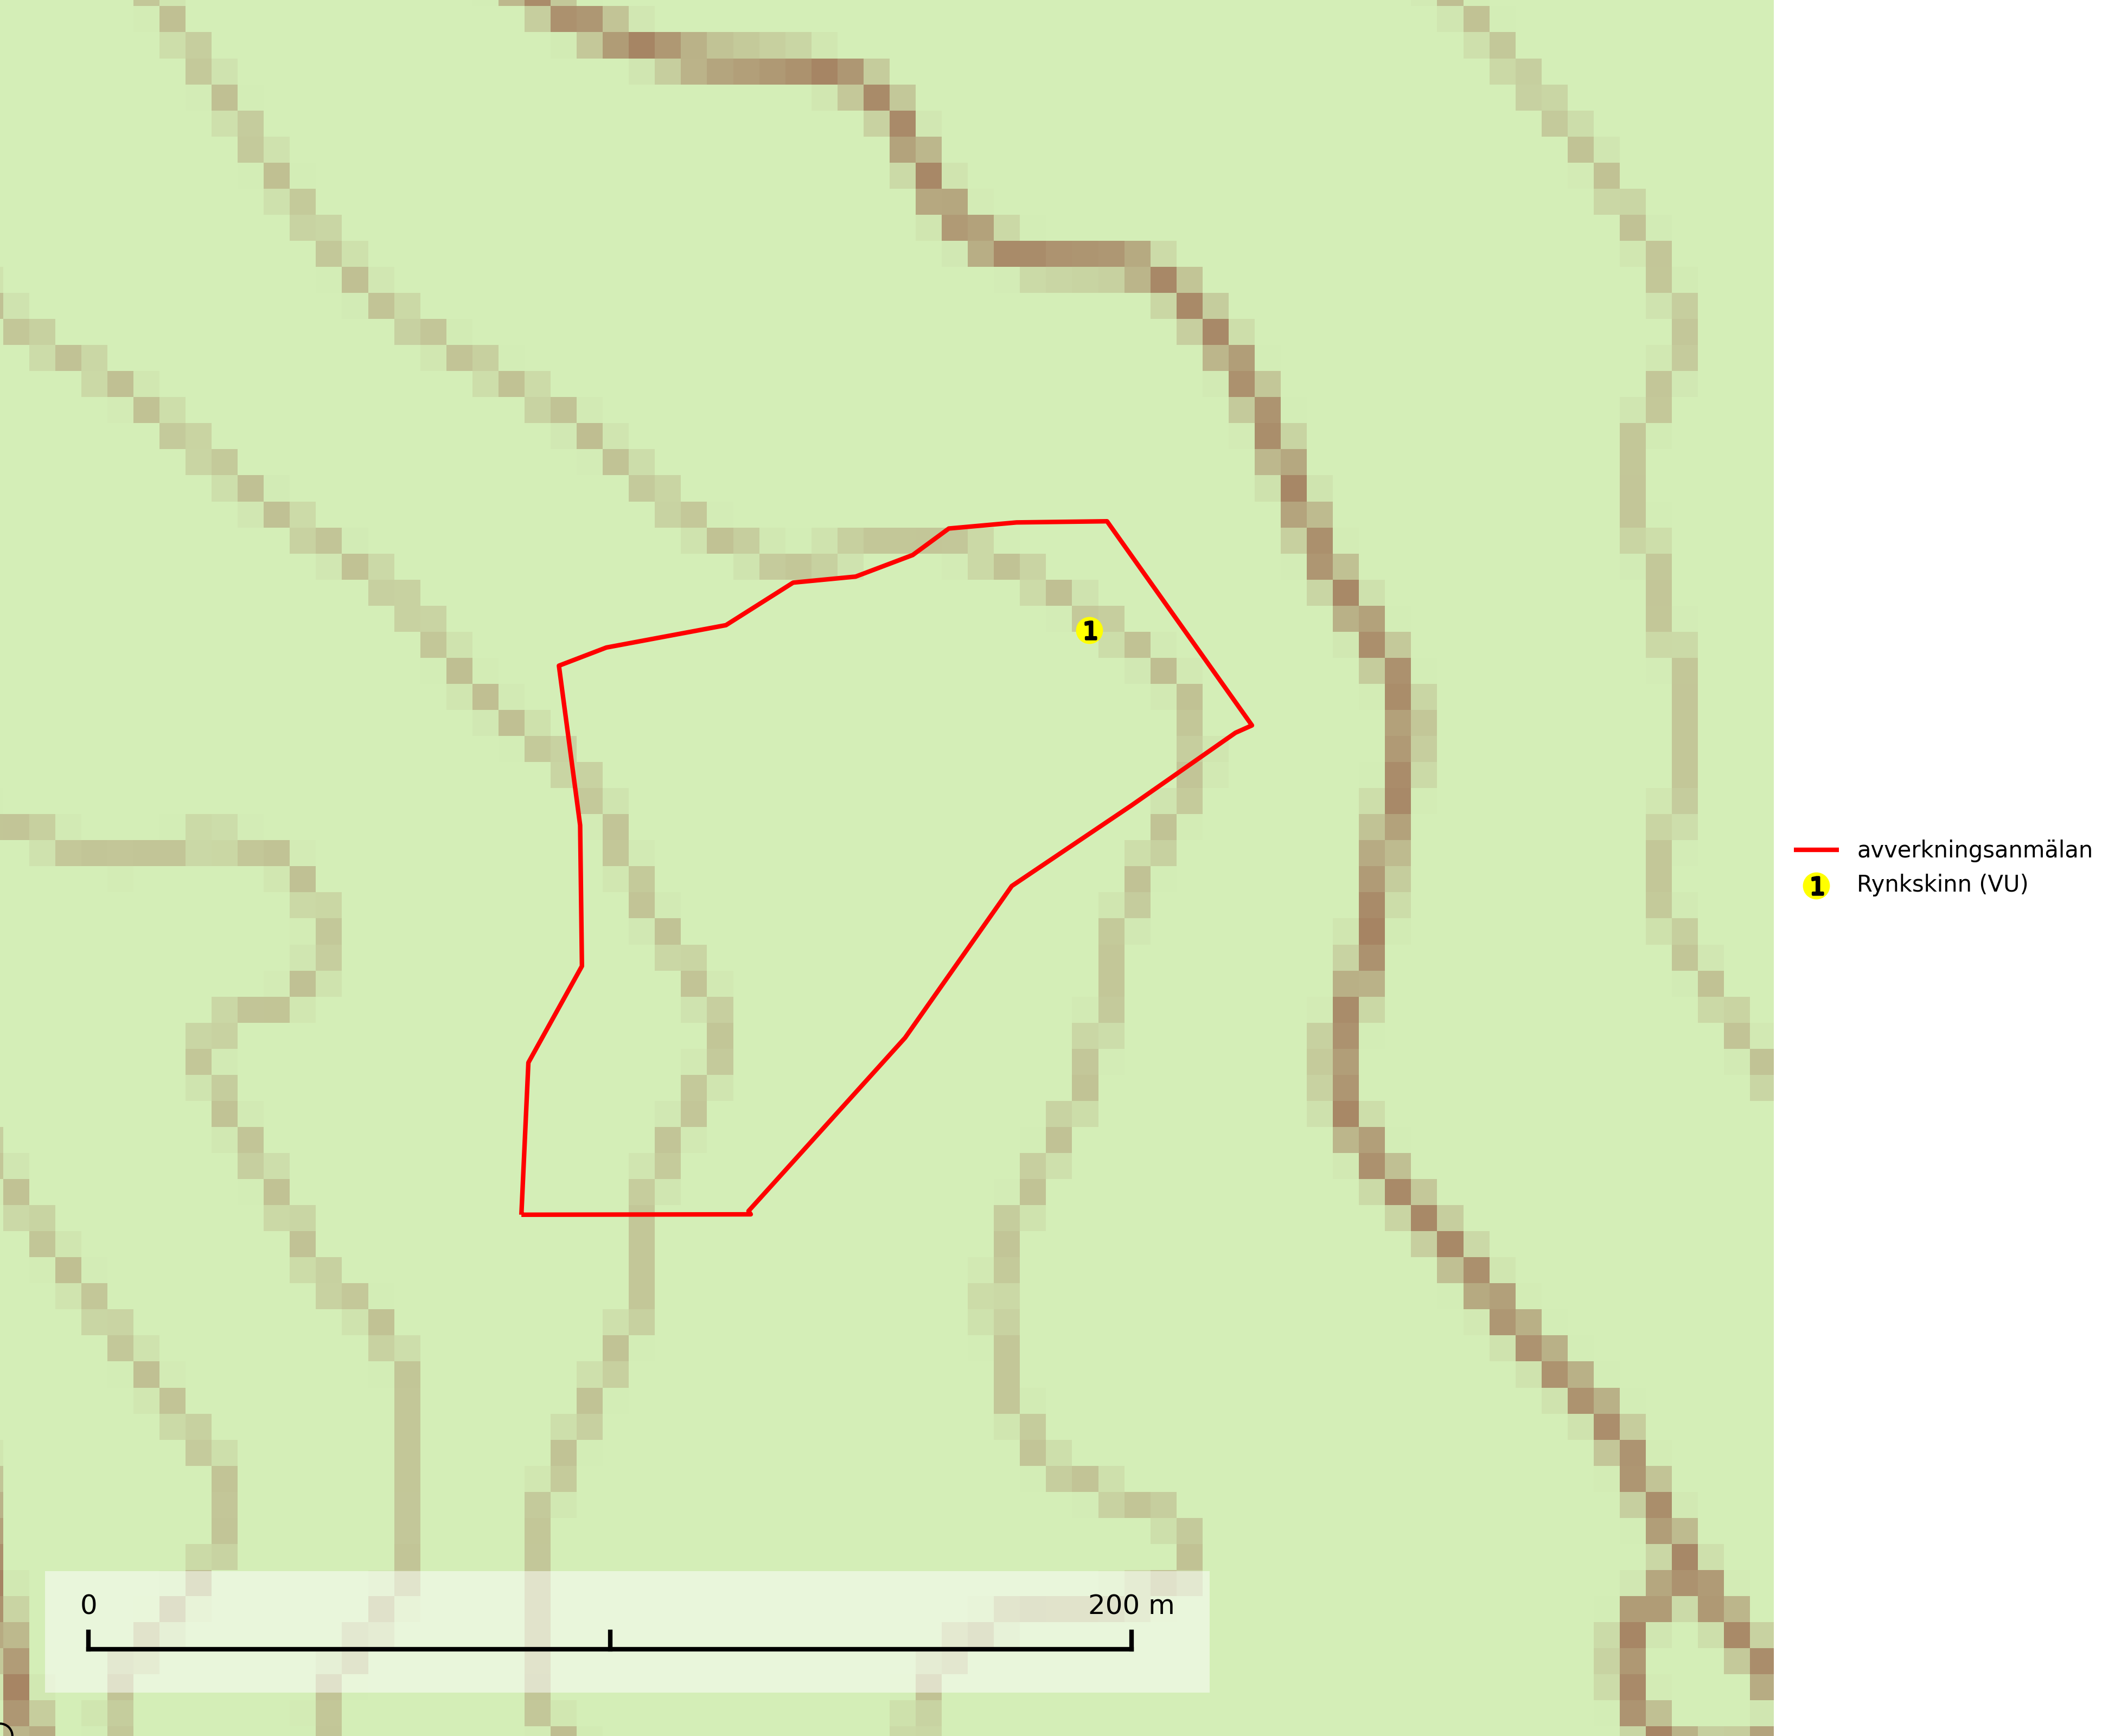 1
avverkningsanmälan
1 Rynkskinn (VU)
0 200 m